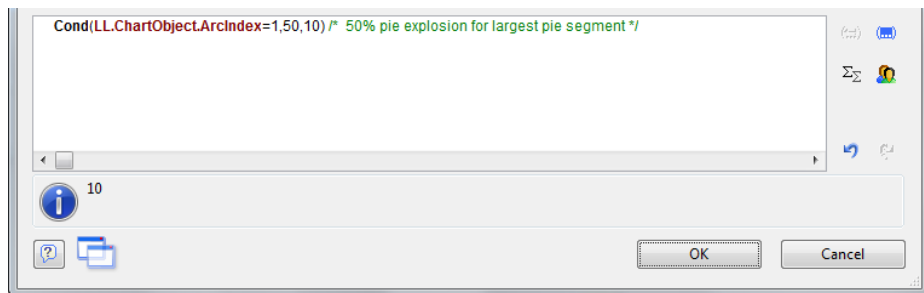 Cond(LL.ChartObject.ArcIndex=1,50,10) /* 50% pie explosion for largest pie segment */
10
OK
Cancel